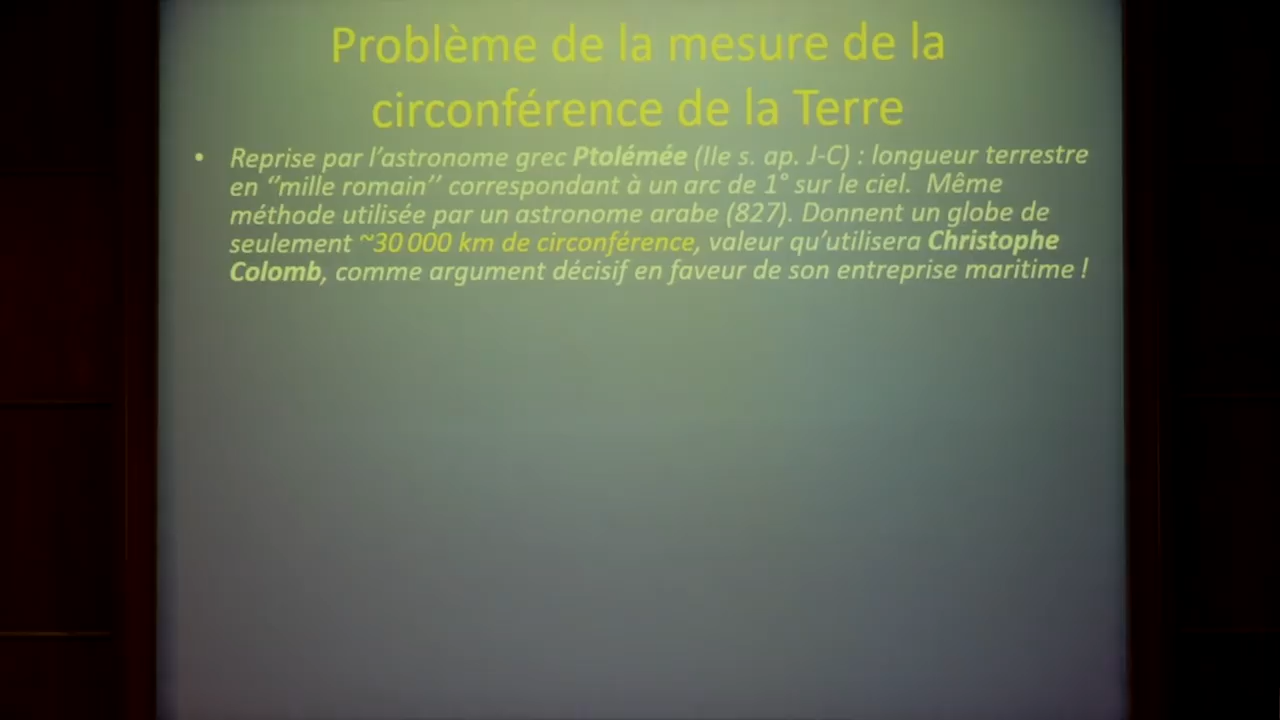 Problème de la mesure de la
circonférence de la Terre
• Reprise par l’astronome grec Ptolémée (IIe s. ap. J-C) : longueur terrestre
en ‘’mille romain’’ correspondant à un arc de 1° sur le ciel. Même
méthode utilisée par un astronome arabe (827). Donnent un globe de
seulement ~30 000 km de circonférence, valeur qu’utilisera Christophe
Colomb, comme argument décisif en faveur de son entreprise maritime !